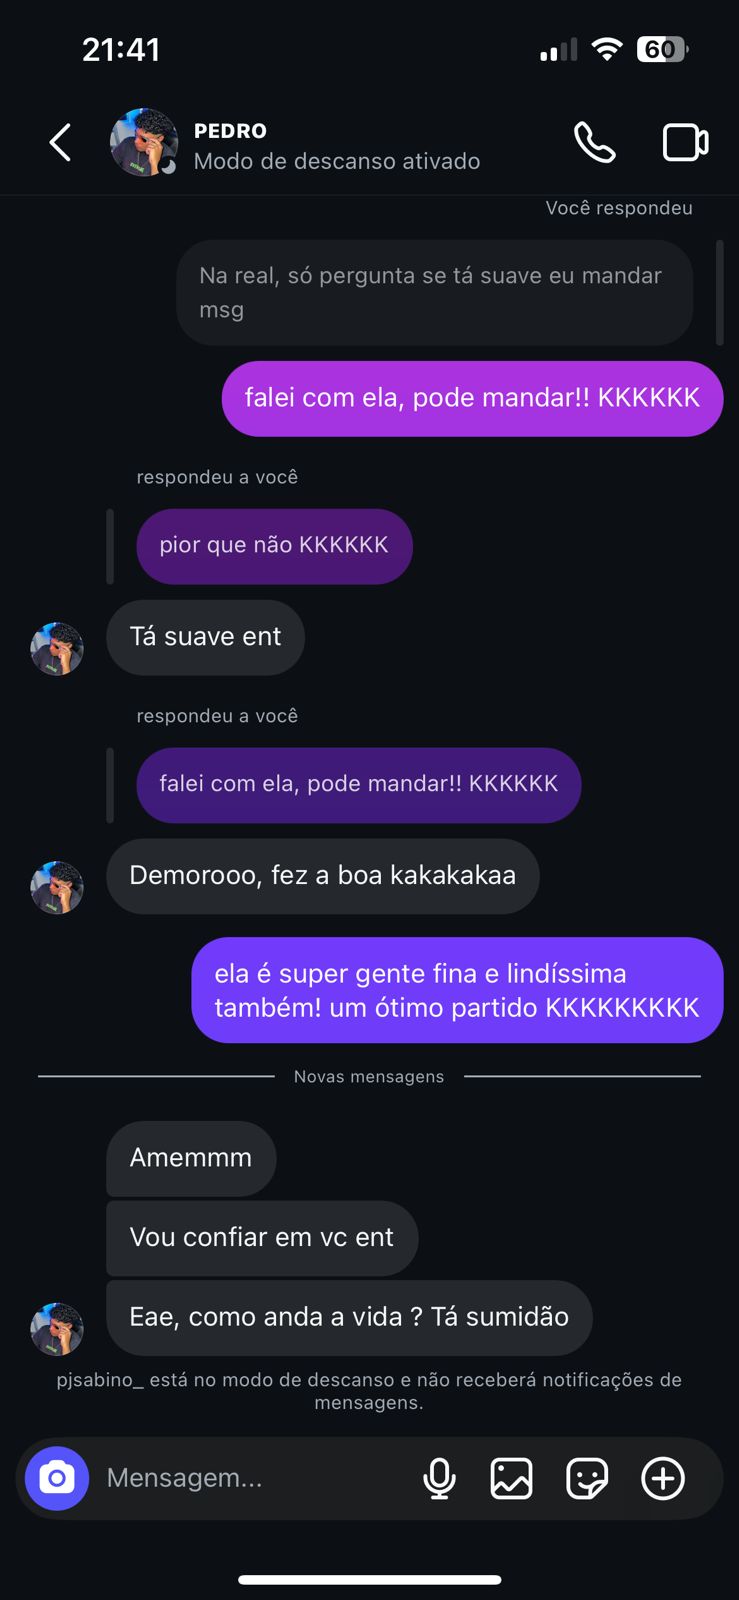 21:41
60
PEDRO
Modo de descanso ativado
Você respondeu
Na real, só pergunta se tá suave eu mandar
msg
falei com ela, pode mandar!! KKKKKK
respondeu a você
pior que não KKKKKK
Tá suave ent
respondeu a você
falei com ela, pode mandar!! KKKKKK
Demorooo, fez a boa kakakakaa
ela é super gente fina e lindíssima
também! um ótimo partido KKKKKKKKK
Novas mensagens
Amemmm
Vou confiar em vc ent
Eae, como anda a vida ? Tá sumidão
pjsabino_ está no modo de descanso e não receberá notificações de
mensagens.
Mensagem...